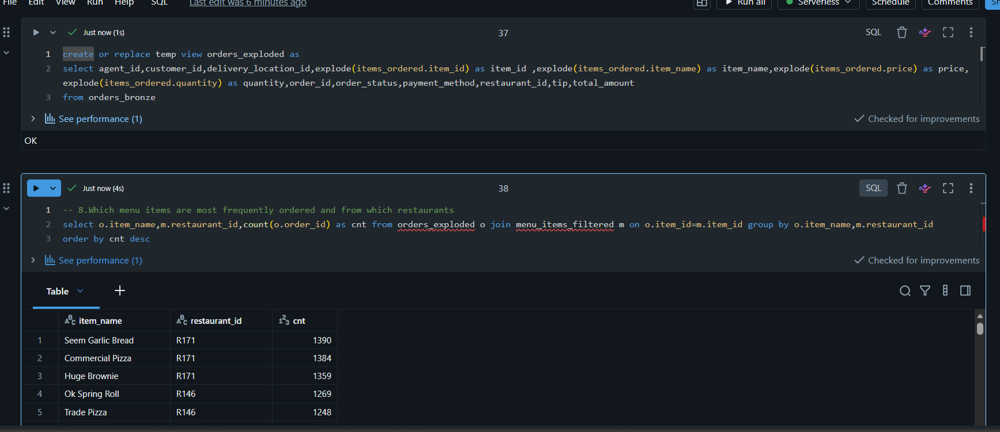 File Edit View Run Help SQL Last edit was 6 minutes ago Run all Serverless Schedule Comments
Just now (1s) 37 SQL
1 create or replace temp view orders_exploded as
2 select agent_id,customer_id,delivery_location_id,explode(items_ordered.item_id) as item_id ,explode(items_ordered.item_name) as item_name,explode(items_ordered.price) as price,
explode(items_ordered.quantity) as quantity,order_id,order_status,payment_method,restaurant_id,tip,total_amount
3 from orders_bronze
See performance (1) Checked for improvements
OK
Just now (4s) 38 SQL
1 -- 8.Which menu items are most frequently ordered and from which restaurants
2 select o.item_name,m.restaurant_id,count(o.order_id) as cnt from orders_exploded o join menu_items_filtered m on o.item_id=m.item_id group by o.item_name,m.restaurant_id
3 order by cnt desc
See performance (1) Checked for improvements
Table
item_name restaurant_id cnt
1 Seem Garlic Bread R171 1390
2 Commercial Pizza R171 1384
3 Huge Brownie R171 1359
4 Ok Spring Roll R146 1269
5 Trade Pizza R146 1248